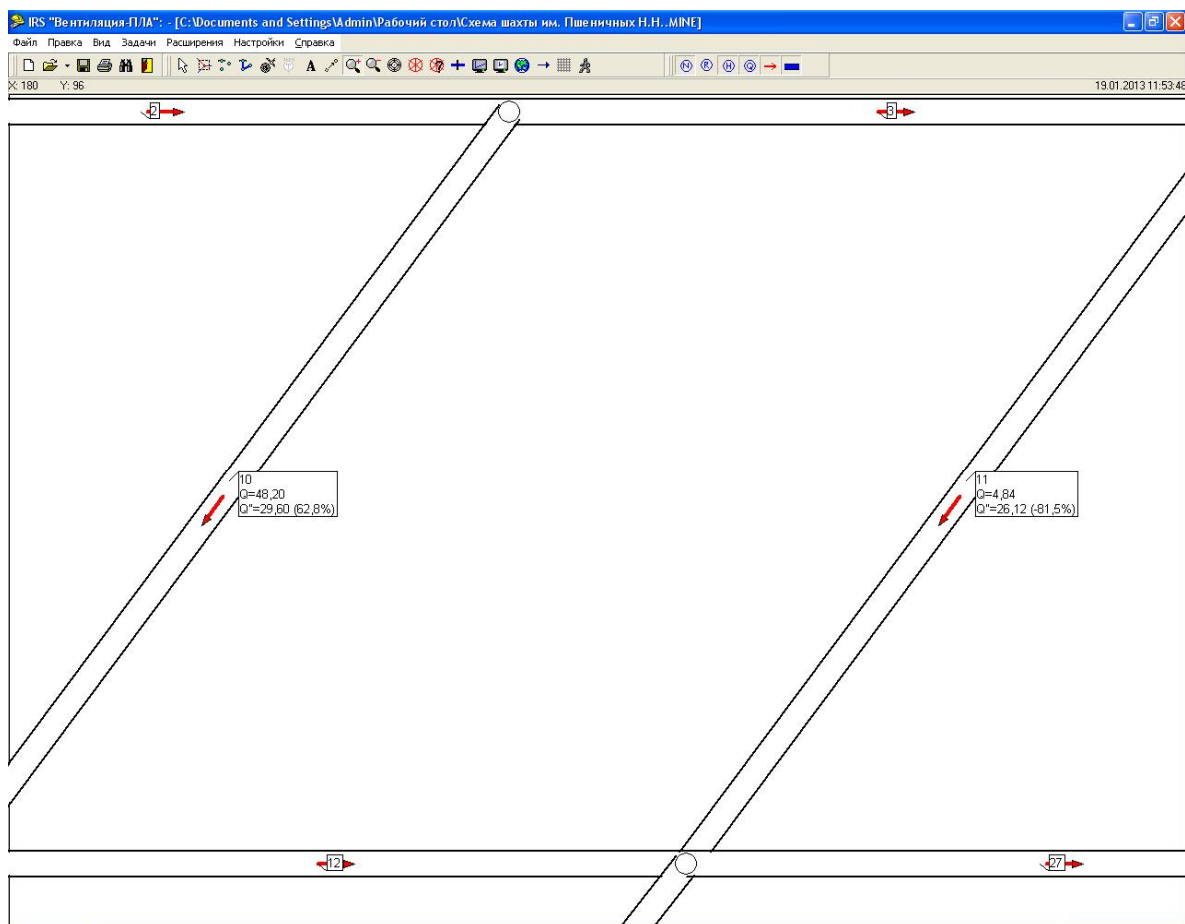 IRS "Вентиляция-ПЛА": - [C:\Documents and Settings\Admin\Рабочий стол\Схема шахты им. Пшеничных Н.Н..MINE]
Файл Правка Вид Задачи Расширения Настройки Справка
A N R H Q
X: 180 Y: 96 19.01.2013 11:53:48
2 3
10
Q=48,20
Q"=29,60 (62,8%)
11
Q=4,84
Q"=26,12 (-81,5%)
12 27